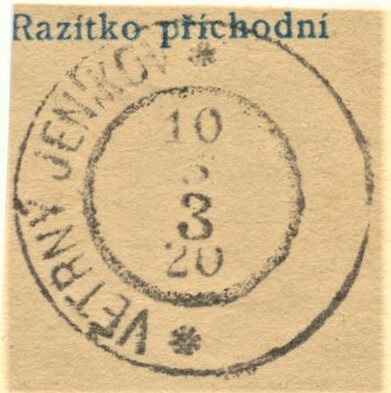 Razítko příchodní
VĚTRNÝ JENÍKOV
10
3
20